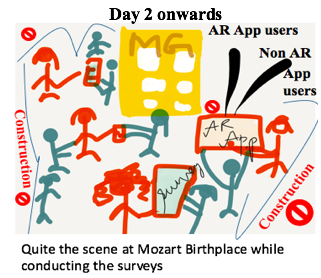 Day 2 onwards
AR App users
Non AR
App
users
MG
Construction
AR
App
Survey
Construction
Quite the scene at Mozart Birthplace while
conducting the surveys